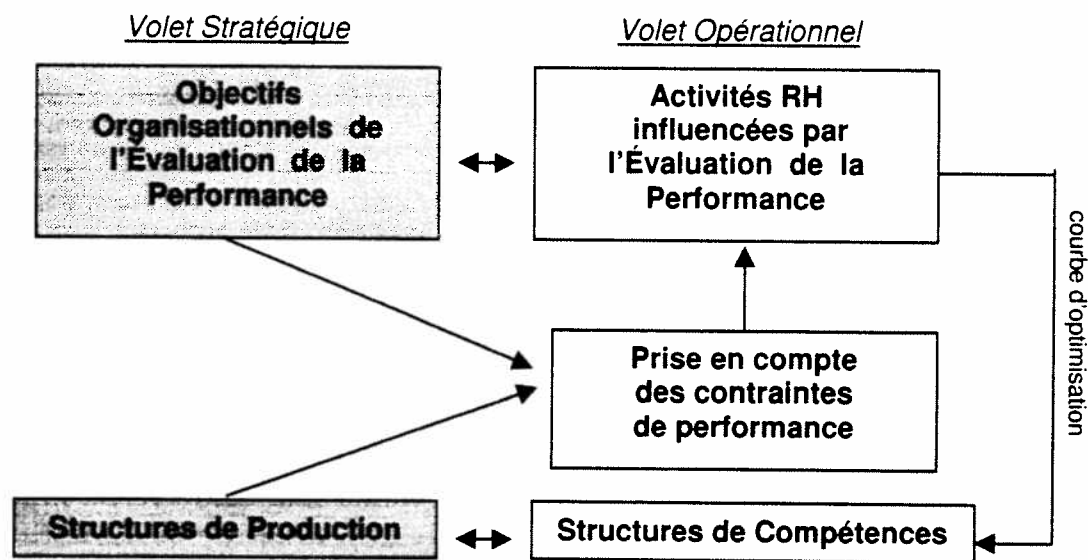 Volet Stratégique
Volet Opérationnel
Objectifs
Organisationnels de
l'Évaluation de la
Performance
Activités RH
influencées par
l'Évaluation de la
Performance
courbe d'optimisation
Prise en compte
des contraintes
de performance
Structures de Production
Structures de Compétences